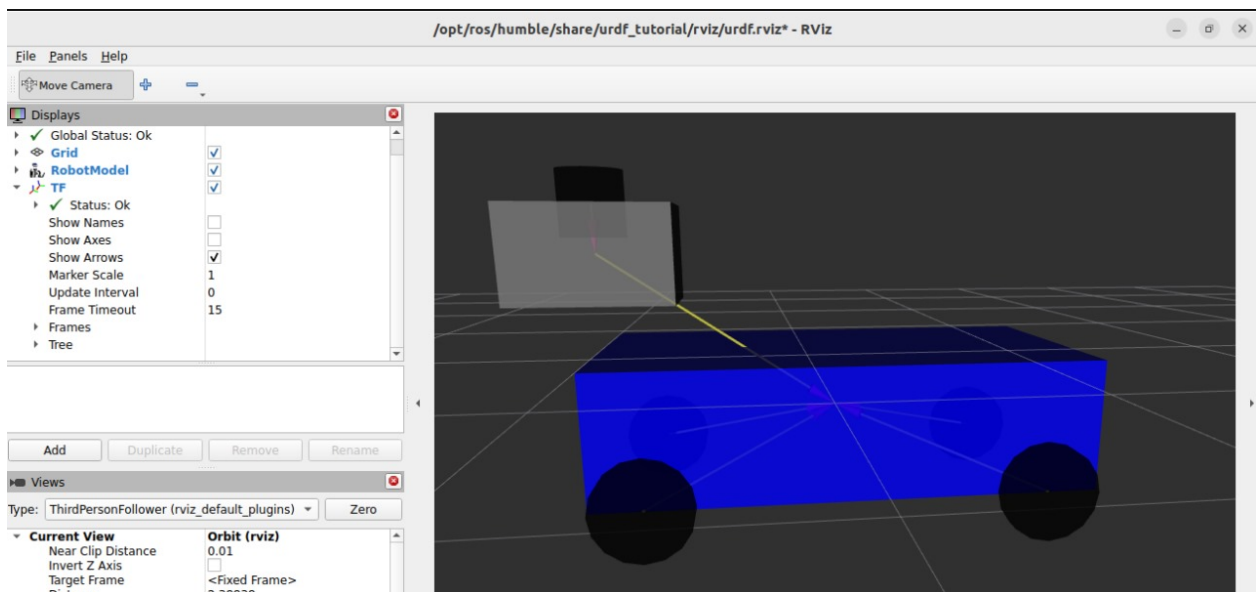 /opt/ros/humble/share/urdf_tutorial/rviz/urdf.rviz* - RViz
File Panels Help
Move Camera
Displays
Global Status: Ok
Grid
RobotModel
TF
Status: Ok
Show Names
Show Axes
Show Arrows
Marker Scale 1
Update Interval 0
Frame Timeout 15
Frames
Tree
Add Duplicate Remove Rename
Views
Type: ThirdPersonFollower (rviz_default_plugins) Zero
Current View Orbit (rviz)
Near Clip Distance 0.01
Invert Z Axis
Target Frame <Fixed Frame>